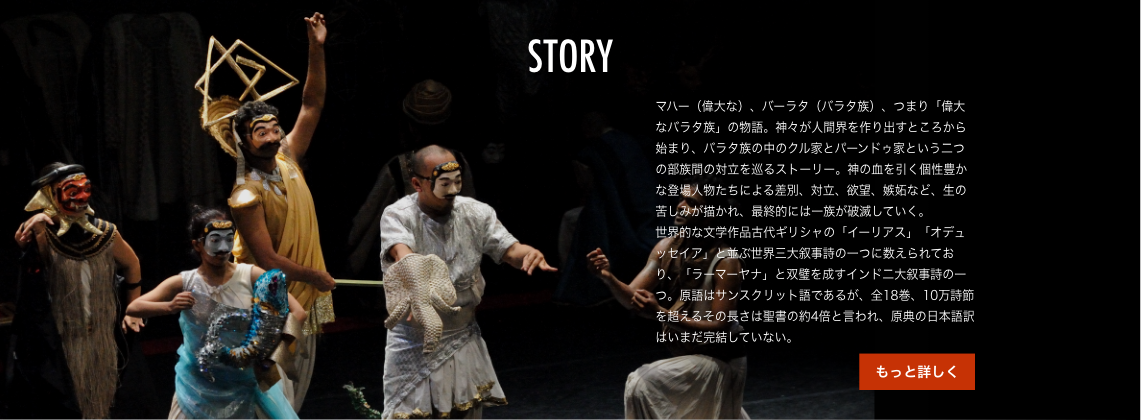 STORY
マハー（偉大な）、バーラタ（バラタ族）、つまり「偉大
なバラタ族」の物語。神々が人間界を作り出すところから
始まり、バラタ族の中のクル家とパーンドゥ家という二つ
の部族間の対立を巡るストーリー。神の血を引く個性豊か
な登場人物たちによる差別、対立、欲望、嫉妬など、生の
苦しみが描かれ、最終的には一族が破滅していく。
世界的な文学作品古代ギリシャの「イーリアス」「オデュ
ッセイア」と並ぶ世界三大叙事詩の一つに数えられてお
り、「ラーマーヤナ」と双璧を成すインド二大叙事詩の一
つ。原語はサンスクリット語であるが、全18巻、10万詩節
を超えるその長さは聖書の約4倍と言われ、原典の日本語訳
はいまだ完結していない。
もっと詳しく